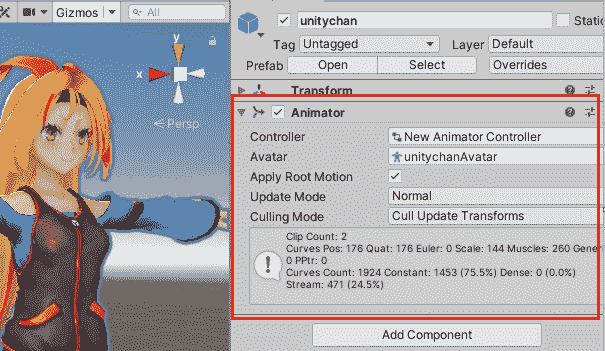 Gizmos
All
y
x
Persp
unitychan
Static
Tag Untagged Layer Default
Prefab Open Select Overrides
Transform
Animator
Controller New Animator Controller
Avatar unitychanAvatar
Apply Root Motion
Update Mode Normal
Culling Mode Cull Update Transforms
Clip Count: 2
Curves Pos: 176 Quat: 176 Euler: 0 Scale: 144 Muscles: 260 Gener
0 PPtr: 0
Curves Count: 1924 Constant: 1453 (75.5%) Dense: 0 (0.0%)
Stream: 471 (24.5%)
Add Component